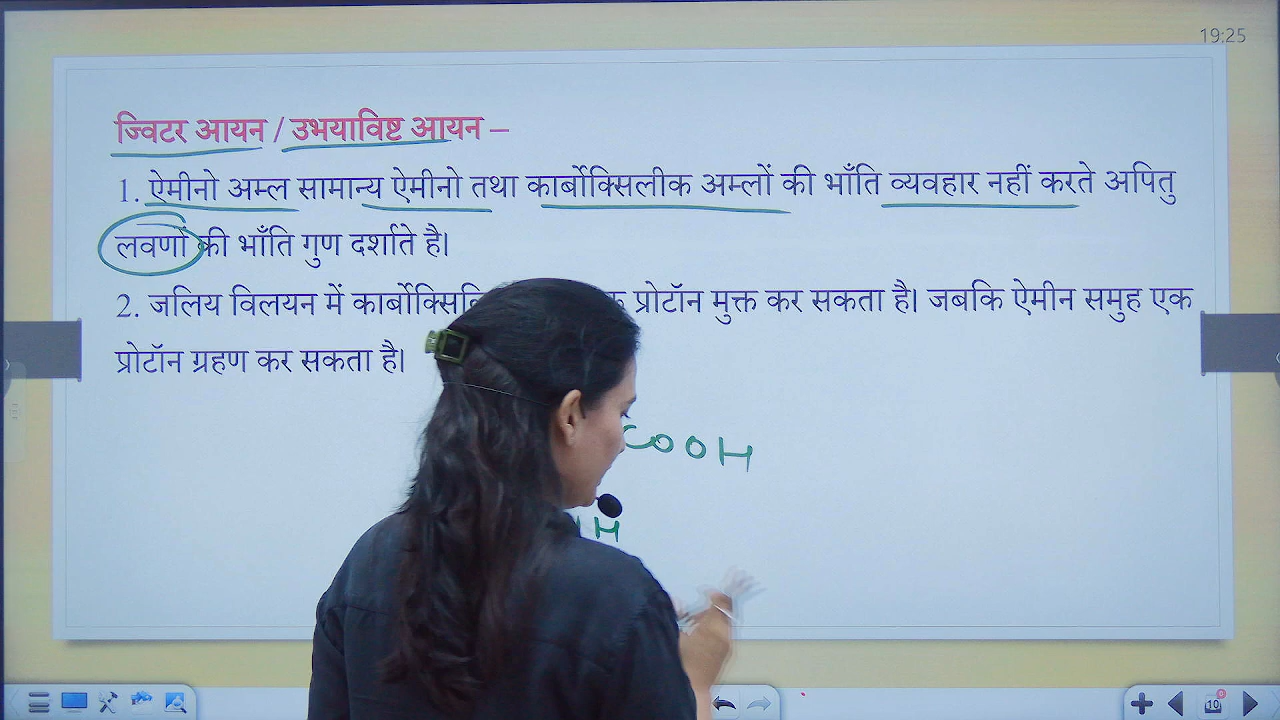 19:25
ज्विटर आयन / उभयाविष्ट आयन –
1. ऐमीनो अम्ल सामान्य ऐमीनो तथा कार्बोक्सिलीक अम्लों की भाँति व्यवहार नहीं करते अपितु
लवणों की भाँति गुण दर्शाते है।
2. जलिय विलयन में प्रोटॉन मुक्त कर सकता है। जबकि ऐमीन समुह एक
प्रोटॉन ग्रहण कर सकता है।
COOH
H
10